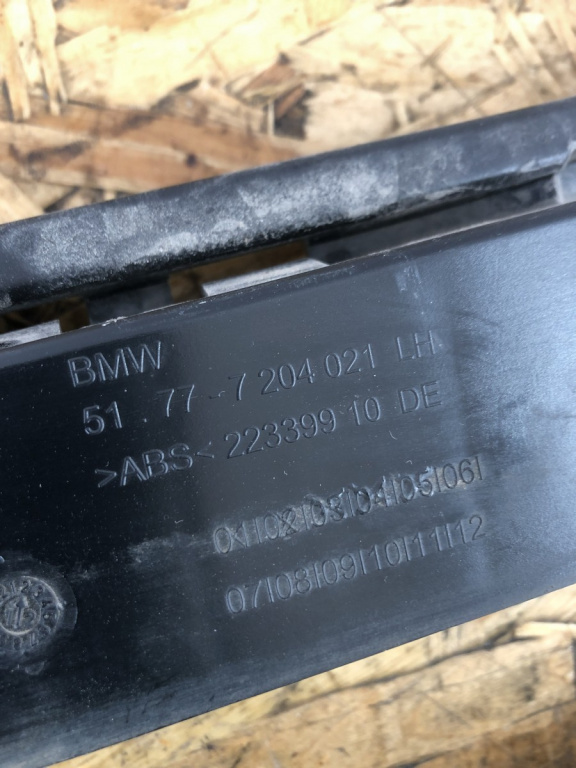 BMW
51.77-7 204 021 LH
>ABS< 223399 10 DE
01|02|03|04|05|06|
07|08|09|10|11|12